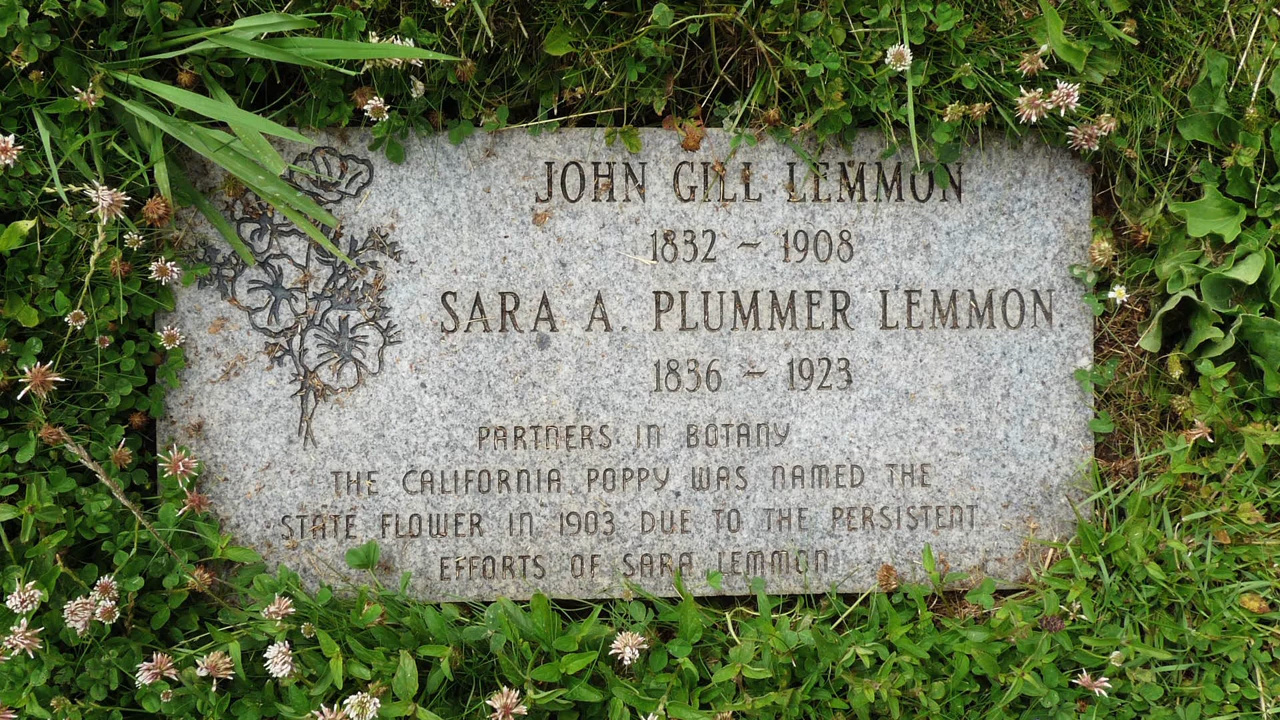 JOHN GILL LEMMON
1832 ~ 1908
SARA A. PLUMMER LEMMON
1836 ~ 1923
PARTNERS IN BOTANY
THE CALIFORNIA POPPY WAS NAMED THE
STATE FLOWER IN 1903 DUE TO THE PERSISTENT
EFFORTS OF SARA LEMMON